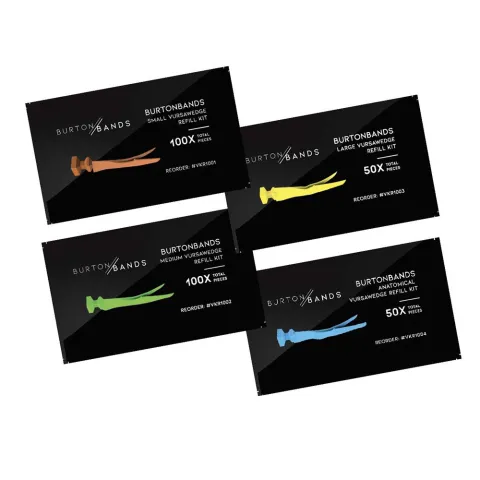 BURTON//BANDS
BURTONBANDS
SMALL VURSAWEDGE
REFILL KIT
100X TOTAL PIECES
REORDER: #VKR1001
BURTON//BANDS
BURTONBANDS
LARGE VURSAWEDGE
REFILL KIT
50X TOTAL PIECES
REORDER: #VKR1003
BURTON//BANDS
BURTONBANDS
MEDIUM VURSAWEDGE
REFILL KIT
100X TOTAL PIECES
REORDER: #VKR1002
BURTON//BANDS
BURTONBANDS
ANATOMICAL
VURSAWEDGE REFILL KIT
50X TOTAL PIECES
REORDER: #VKR1004